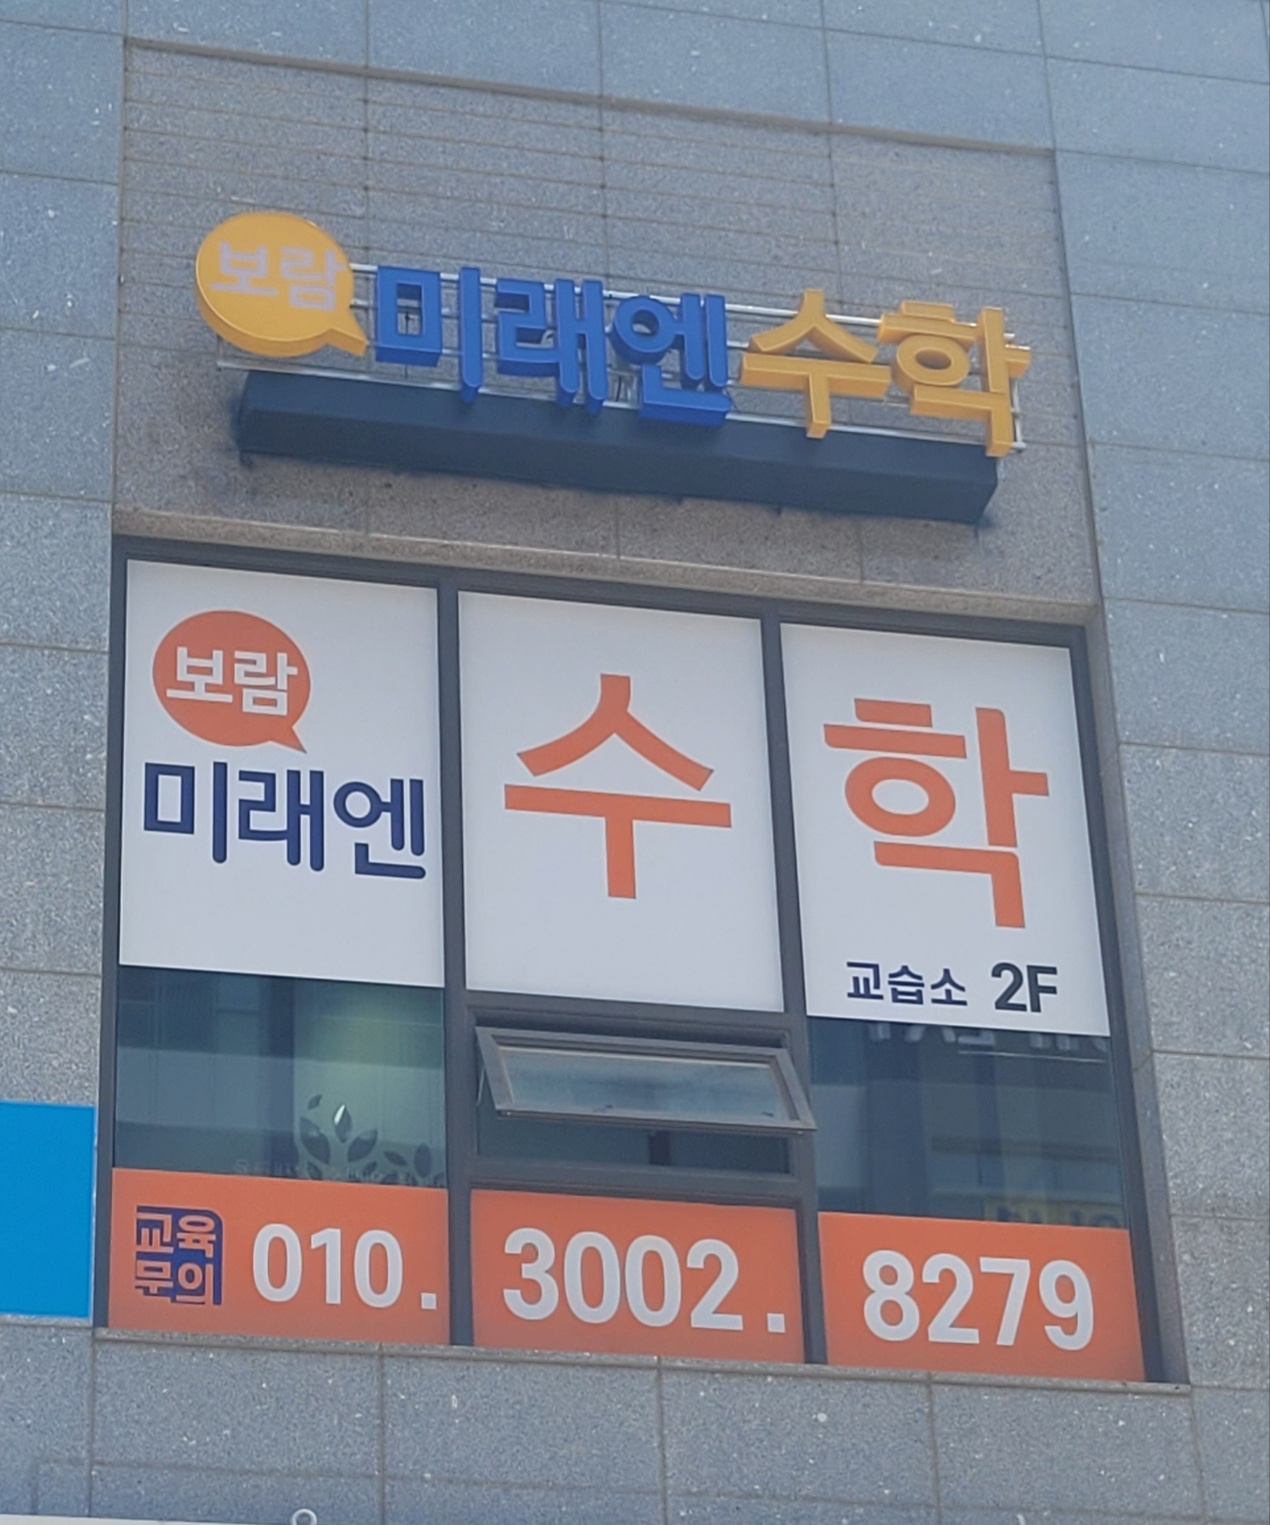 보람 미래엔수학
보람
미래엔
수학
교습소 2F
교육
문의
010. 3002. 8279